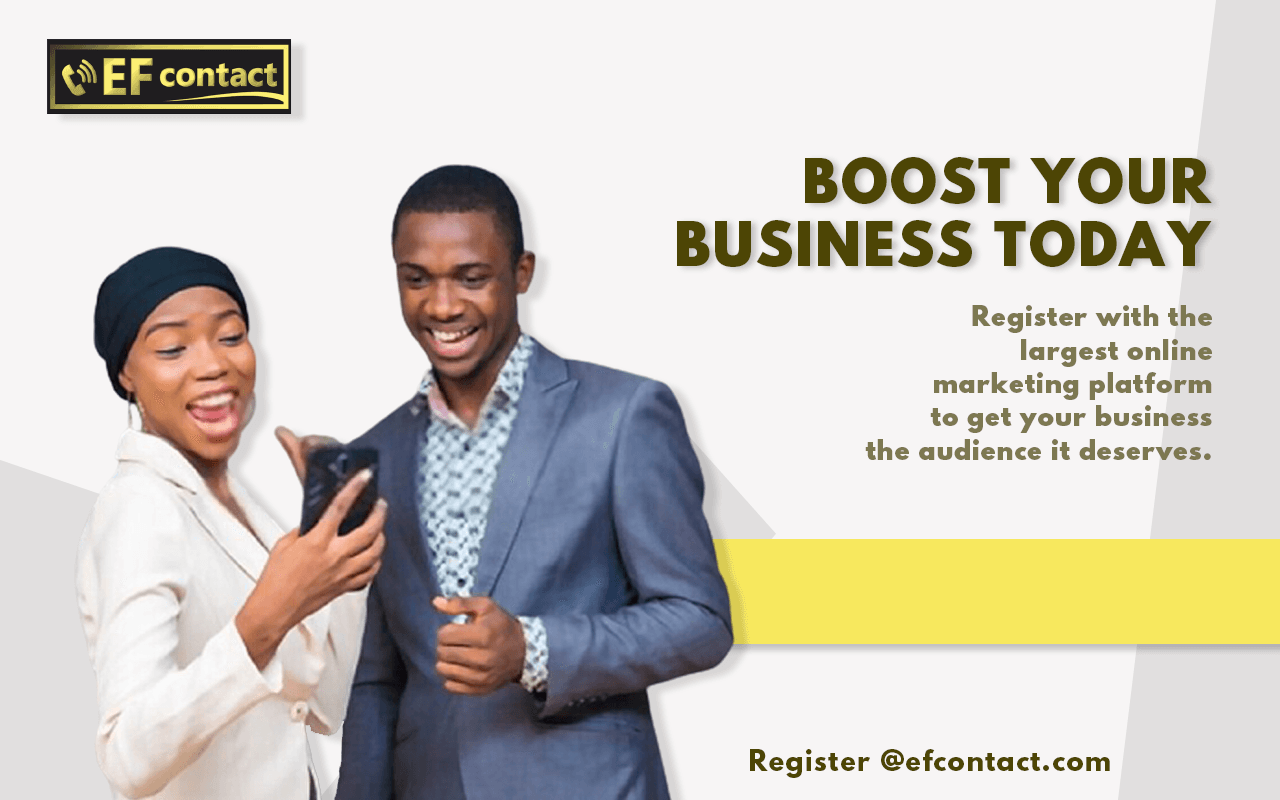 EF contact
BOOST YOUR
BUSINESS TODAY
Register with the
largest online
marketing platform
to get your business
the audience it deserves.
Register @efcontact.com